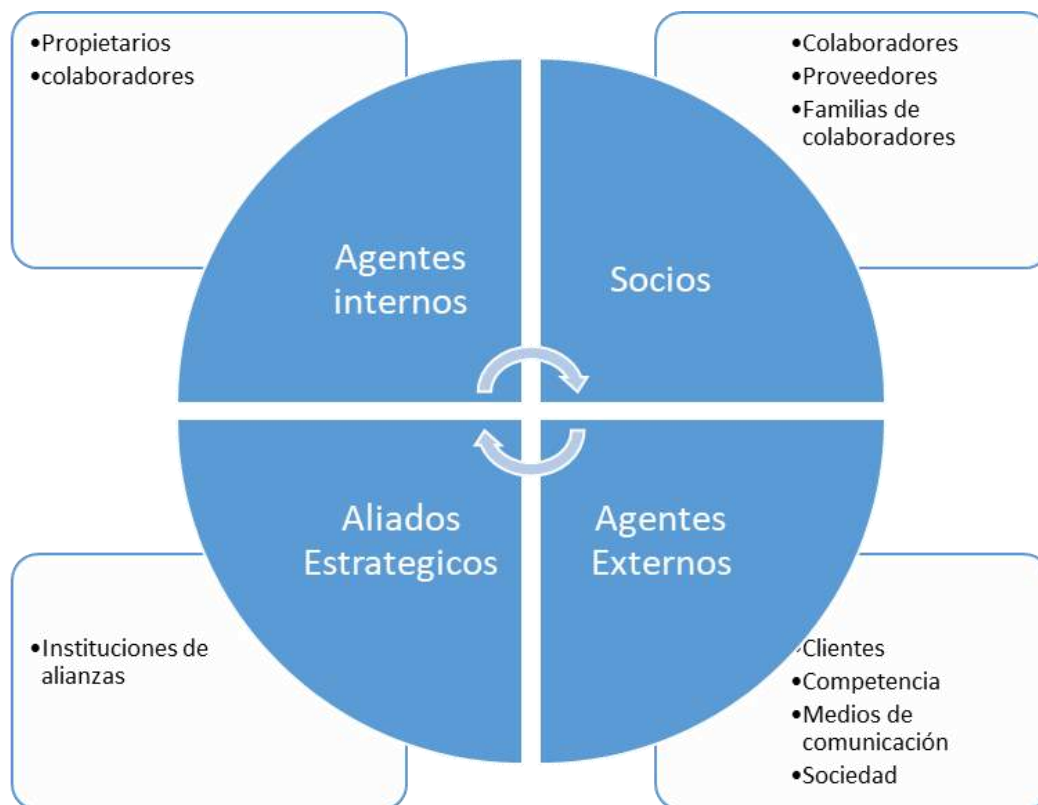 •Propietarios
•colaboradores
•Colaboradores
•Proveedores
•Familias de
colaboradores
Agentes
internos
Socios
Aliados
Estrategicos
Agentes
Externos
•Instituciones de
alianzas
•Clientes
•Competencia
•Medios de
comunicación
•Sociedad